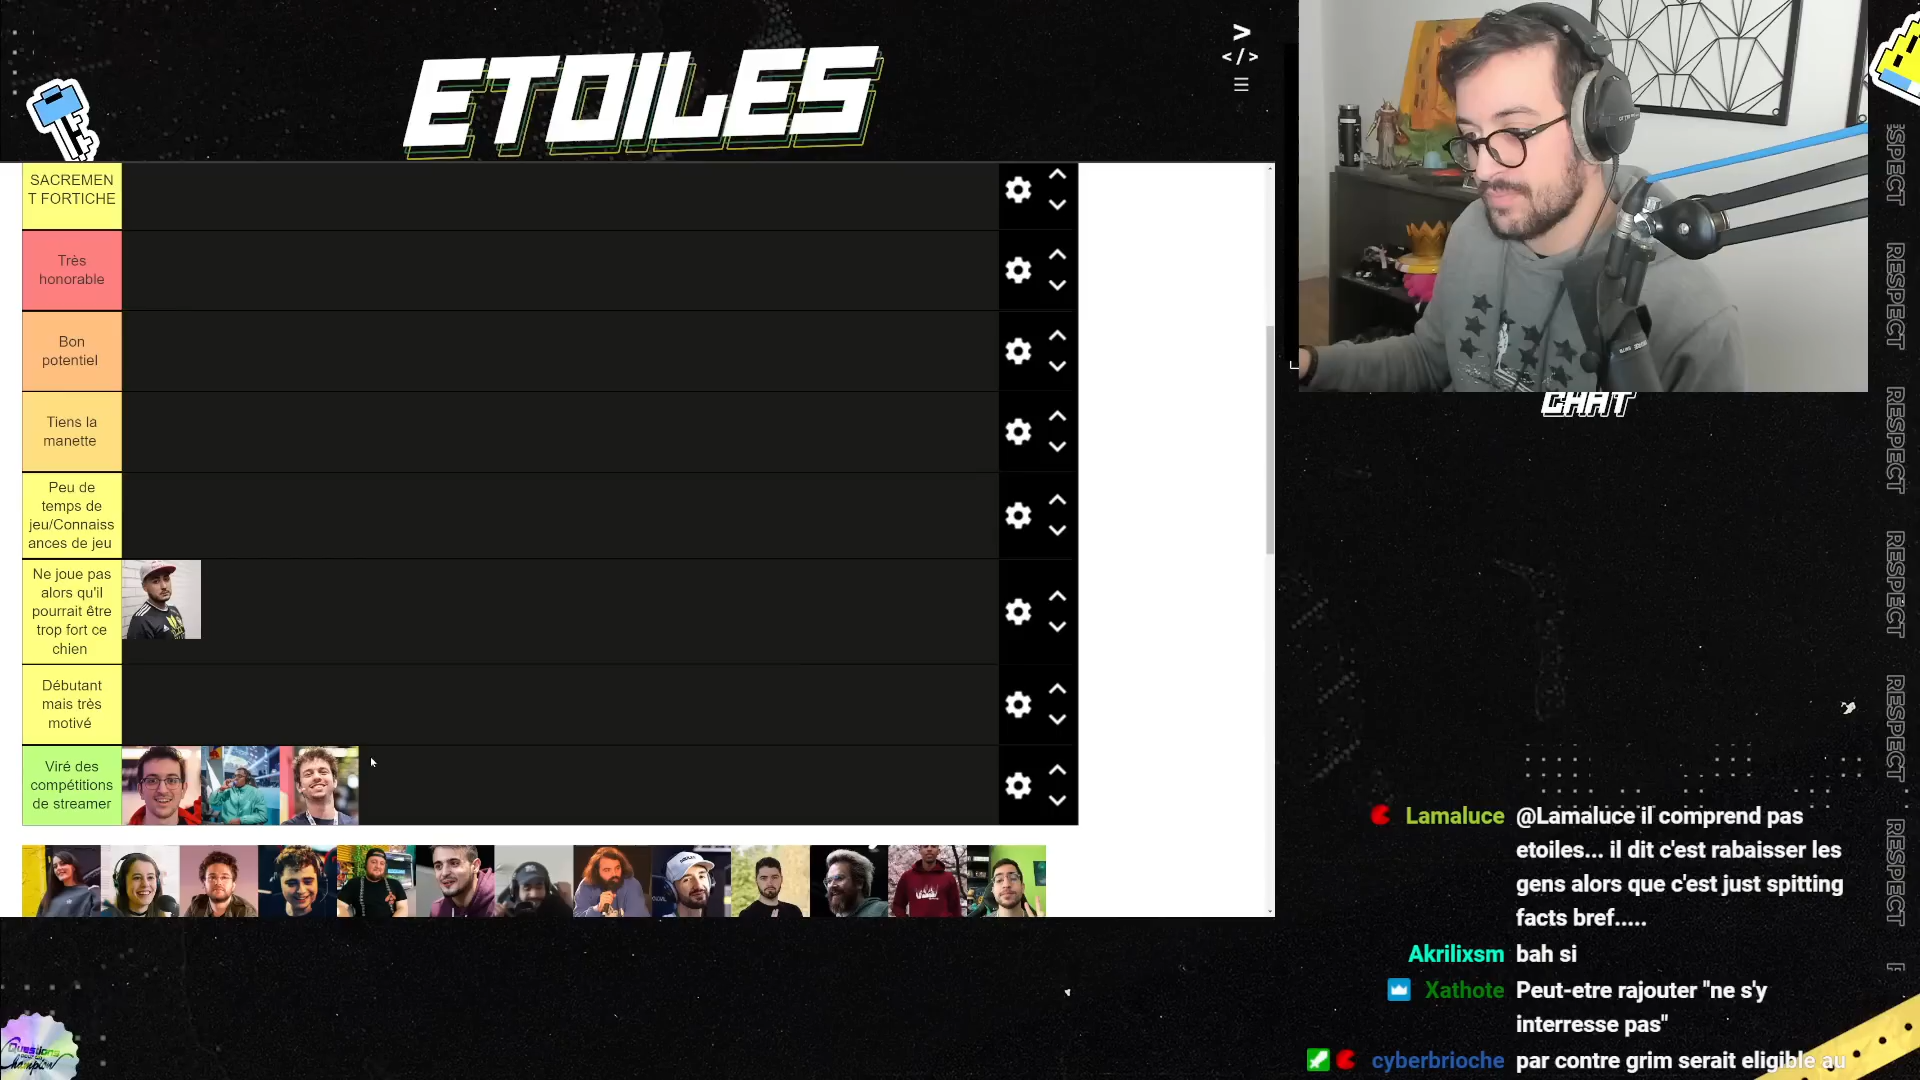 ETOILES
>
</>
SACREMEN
T FORTICHE
Très
honorable
Bon
potentiel
Tiens la
manette
Peu de
temps de
jeu/Connaiss
ances de jeu
Ne joue pas
alors qu'il
pourrait être
trop fort ce
chien
Débutant
mais très
motivé
Viré des
compétitions
de streamer
CHAT
Lamaluce @Lamaluce il comprend pas
etoiles... il dit c'est rabaisser les
gens alors que c'est just spitting
facts bref.....
Akrilixsm bah si
Xathote Peut-etre rajouter "ne s'y
interresse pas"
cyberbrioche par contre grim serait eligible au
RESPECT
RESPECT
RESPECT
RESPECT
RESPECT
Questions
Champion